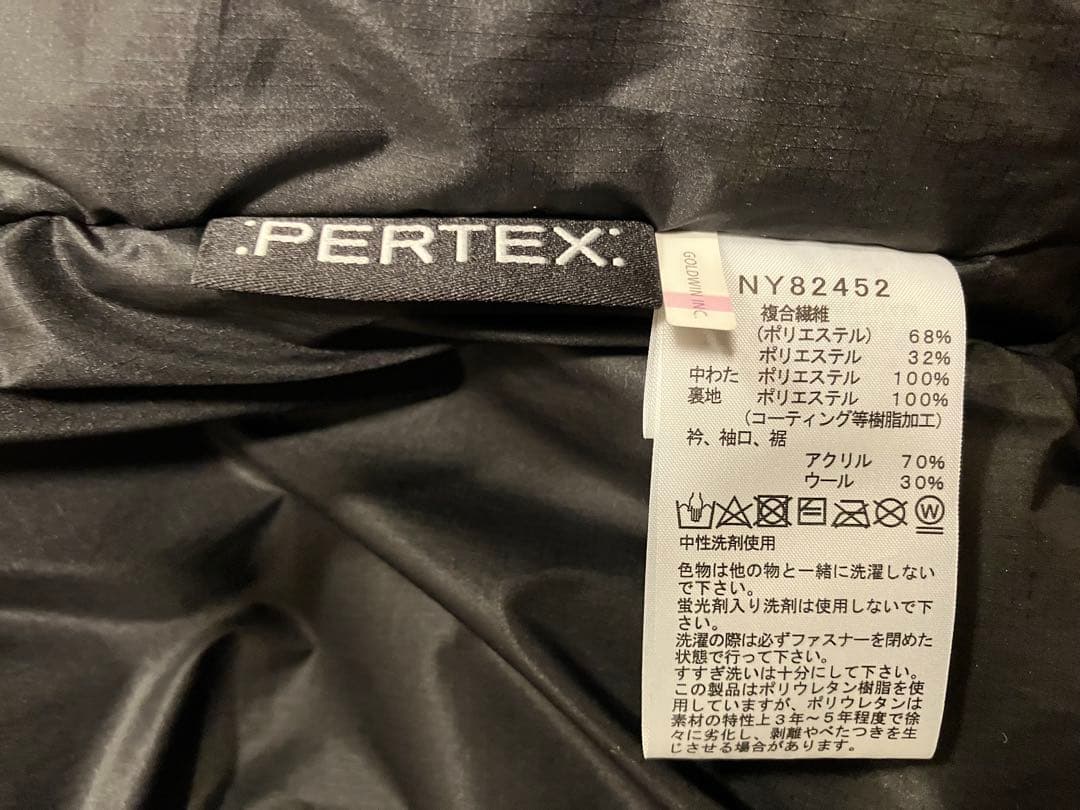 :PERTEX:
GOLDWIN INC.
NY82452
複合繊維
(ポリエステル) 68%
ポリエステル 32%
中わた ポリエステル 100%
裏地 ポリエステル 100%
(コーティング等樹脂加工)
衿、袖口、裾
アクリル 70%
ウール 30%
W
中性洗剤使用
色物は他の物と一緒に洗濯しない
で下さい。
蛍光剤入り洗剤は使用しないで下
さい。
洗濯の際は必ずファスナーを閉めた
状態で行って下さい。
すすぎ洗いは十分にして下さい。
この製品はポリウレタン樹脂を使
用していますが、ポリウレタンは
素材の特性上3年～5年程度で徐
々に劣化し、剥離やべたつきを生
じさせる場合があります。